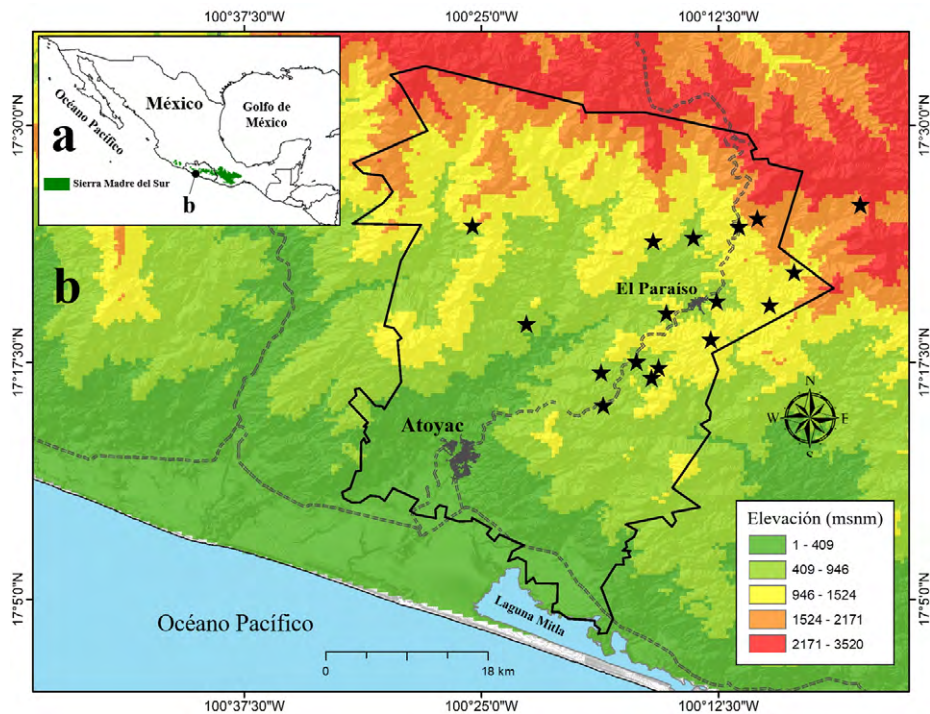 100°37'30"W 100°25'0"W 100°12'30"W
17°30'0"N
17°17'30"N
17°5'0"N
a
México
Golfo de
México
Océano Pacífico
Sierra Madre del Sur
b
b
El Paraíso
Atoyac
N
W E
S
Laguna Mitla
Océano Pacífico
0 18 km
Elevación (msnm)
1 - 409
409 - 946
946 - 1524
1524 - 2171
2171 - 3520
17°30'0"N
17°17'30"N
17°5'0"N
100°37'30"W 100°25'0"W 100°12'30"W